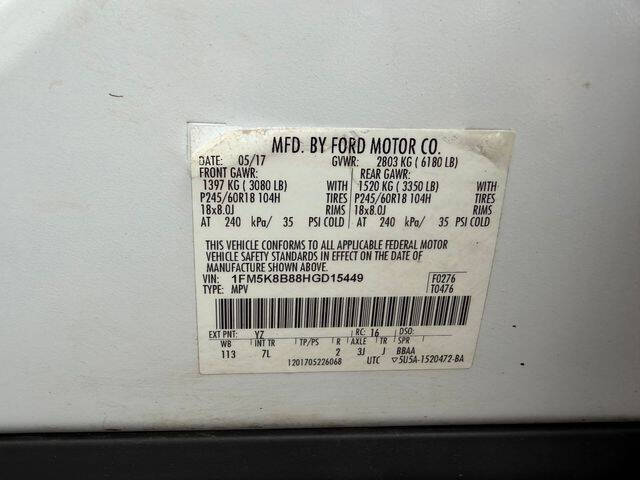 MFD. BY FORD MOTOR CO.
DATE: 05/17 GVWR: 2803 KG ( 6180 LB)
FRONT GAWR: REAR GAWR:
1397 KG ( 3080 LB) WITH 1520 KG ( 3350 LB) WITH
P245/60R18 104H TIRES P245/60R18 104H TIRES
18x8.0J RIMS 18x8.0J RIMS
AT 240 kPa/ 35 PSI COLD AT 240 kPa/ 35 PSI COLD
THIS VEHICLE CONFORMS TO ALL APPLICABLE FEDERAL MOTOR
VEHICLE SAFETY STANDARDS IN EFFECT ON THE DATE OF
MANUFACTURE SHOWN ABOVE.
VIN: 1FM5K8B88HGD15449 F0276
TYPE: MPV T0476
EXT PNT: YZ RC: 16 DSO:
WB INT TR TP/PS R AXLE TR SPR
113 7L 2 3J J BBAA
1201705226068 UTC ▽5U5A-1520472-BA